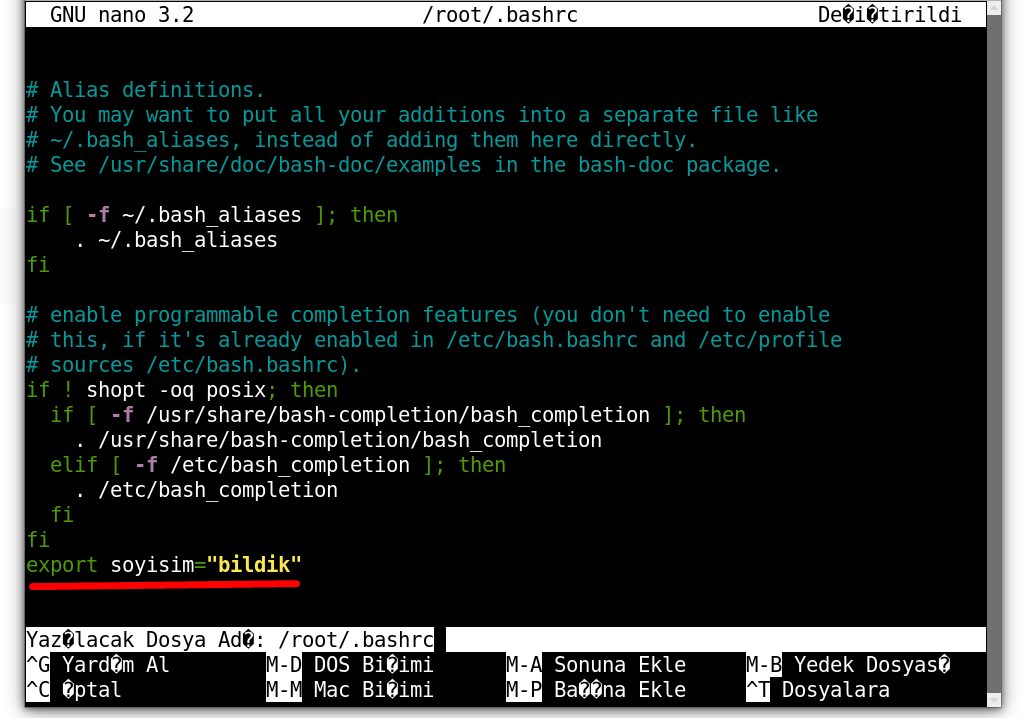 GNU nano 3.2 /root/.bashrc De�i�tirildi
# Alias definitions.
# You may want to put all your additions into a separate file like
# ~/.bash_aliases, instead of adding them here directly.
# See /usr/share/doc/bash-doc/examples in the bash-doc package.
if [ -f ~/.bash_aliases ]; then
    . ~/.bash_aliases
fi
# enable programmable completion features (you don't need to enable
# this, if it's already enabled in /etc/bash.bashrc and /etc/profile
# sources /etc/bash.bashrc).
if ! shopt -oq posix; then
  if [ -f /usr/share/bash-completion/bash_completion ]; then
    . /usr/share/bash-completion/bash_completion
  elif [ -f /etc/bash_completion ]; then
    . /etc/bash_completion
  fi
fi
export soyisim="bildik"
Yaz�lacak Dosya Ad�: /root/.bashrc
^G Yard�m Al M-D DOS Bi�imi M-A Sonuna Ekle M-B Yedek Dosyas�
^C �ptal M-M Mac Bi�imi M-P Ba��na Ekle ^T Dosyalara